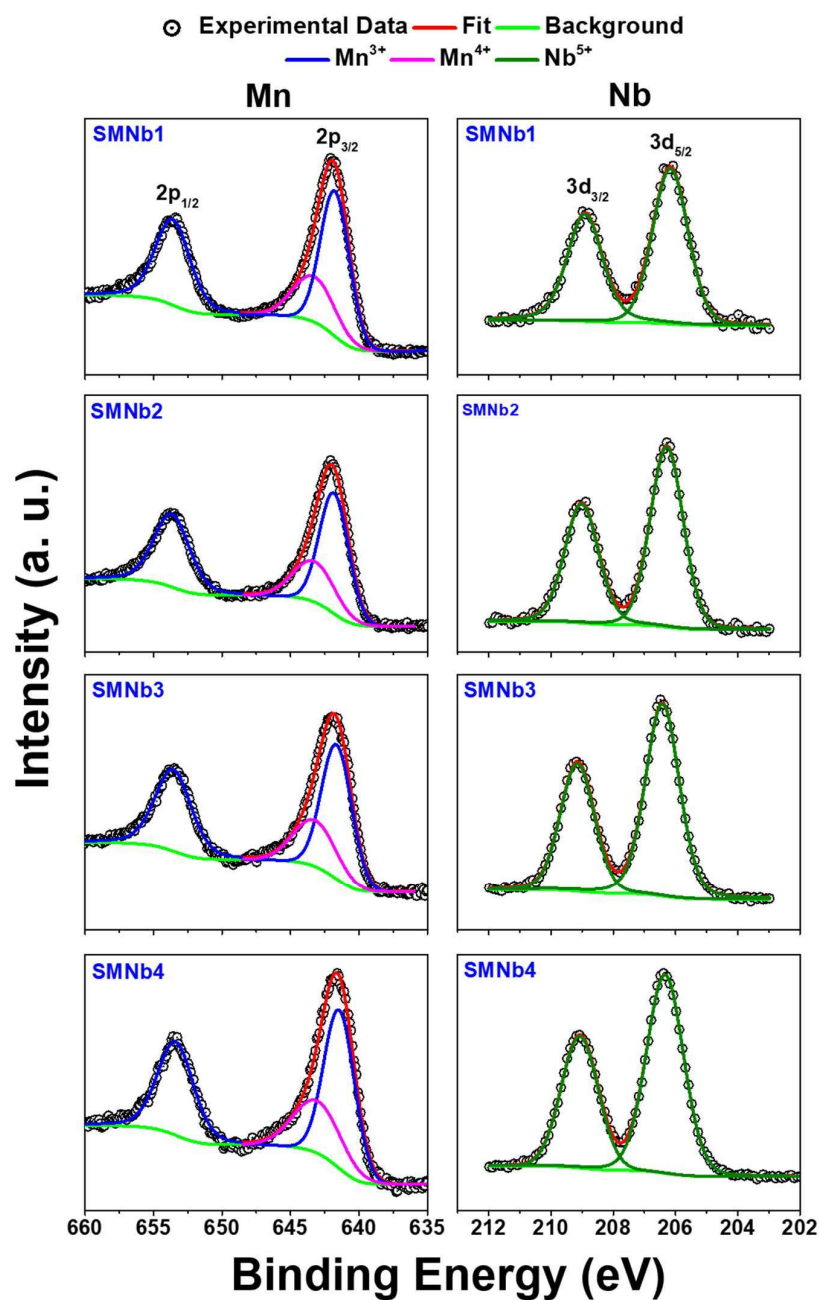 Experimental Data Fit Background
Mn³⁺ Mn⁴⁺ Nb⁵⁺
Mn Nb
SMNb1 2p₃/₂ SMNb1 3d₅/₂
2p₁/₂ 3d₃/₂
SMNb2 SMNb2
SMNb3 SMNb3
SMNb4 SMNb4
660 655 650 645 640 635 212 210 208 206 204 202
Intensity (a. u.)
Binding Energy (eV)